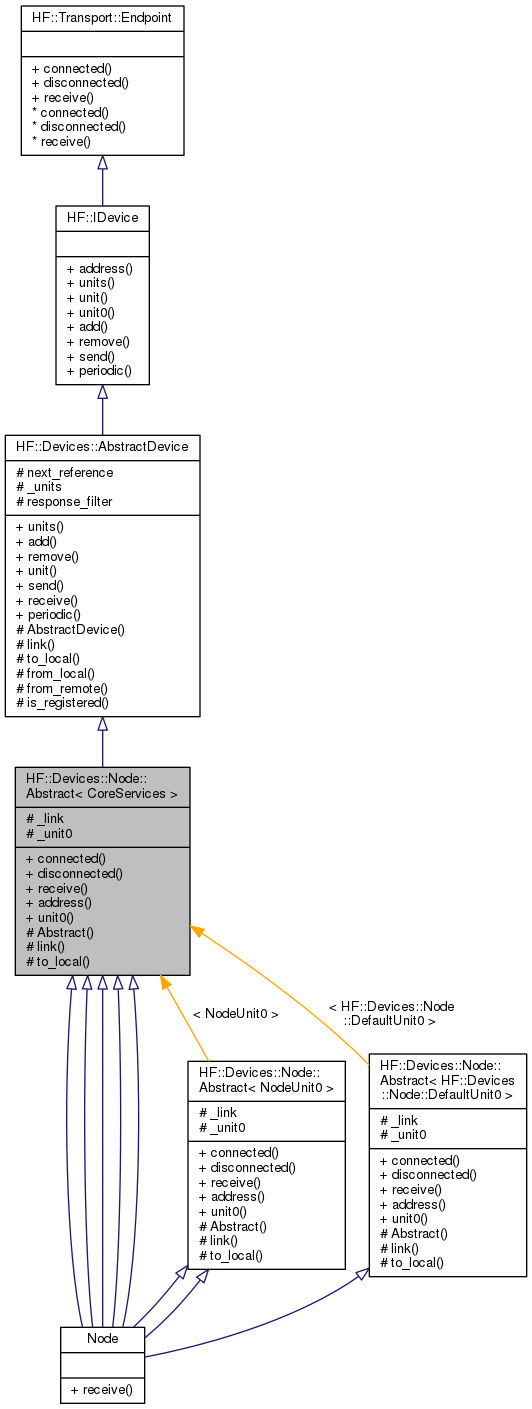 HF::Transport::Endpoint
+ connected()
+ disconnected()
+ receive()
* connected()
* disconnected()
* receive()
HF::IDevice
+ address()
+ units()
+ unit()
+ unit0()
+ add()
+ remove()
+ send()
+ periodic()
HF::Devices::AbstractDevice
# next_reference
# _units
# response_filter
+ units()
+ add()
+ remove()
+ unit()
+ send()
+ receive()
+ periodic()
# AbstractDevice()
# link()
# to_local()
# from_local()
# from_remote()
# is_registered()
HF::Devices::Node::
Abstract< CoreServices >
# _link
# _unit0
+ connected()
+ disconnected()
+ receive()
+ address()
+ unit0()
# Abstract()
# link()
# to_local()
< NodeUnit0 >
< HF::Devices::Node
::DefaultUnit0 >
HF::Devices::Node::
Abstract< NodeUnit0 >
# _link
# _unit0
+ connected()
+ disconnected()
+ receive()
+ address()
+ unit0()
# Abstract()
# link()
# to_local()
HF::Devices::Node::
Abstract< HF::Devices
::Node::DefaultUnit0 >
# _link
# _unit0
+ connected()
+ disconnected()
+ receive()
+ address()
+ unit0()
# Abstract()
# link()
# to_local()
Node
+ receive()